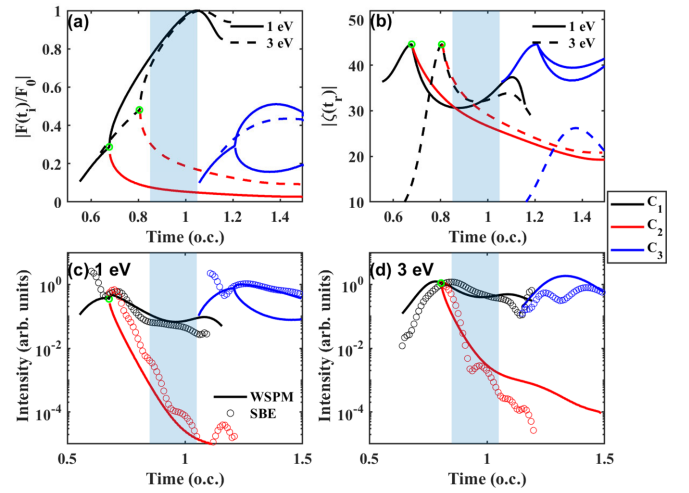 (a)
1 eV
3 eV
|F(t_i)/F_0|
1
0.8
0.6
0.4
0.2
0
0.6 0.8 1 1.2 1.4
Time (o.c.)
(b)
1 eV
3 eV
|ζ(t_r)|
40
30
20
10
0.6 0.8 1 1.2 1.4
Time (o.c.)
C_1
C_2
C_3
(c) 1 eV
Intensity (arb. units)
10^0
10^-2
10^-4
WSPM
SBE
0.5 1 1.5
Time (o.c.)
(d) 3 eV
Intensity (arb. units)
10^0
10^-2
10^-4
0.5 1 1.5
Time (o.c.)